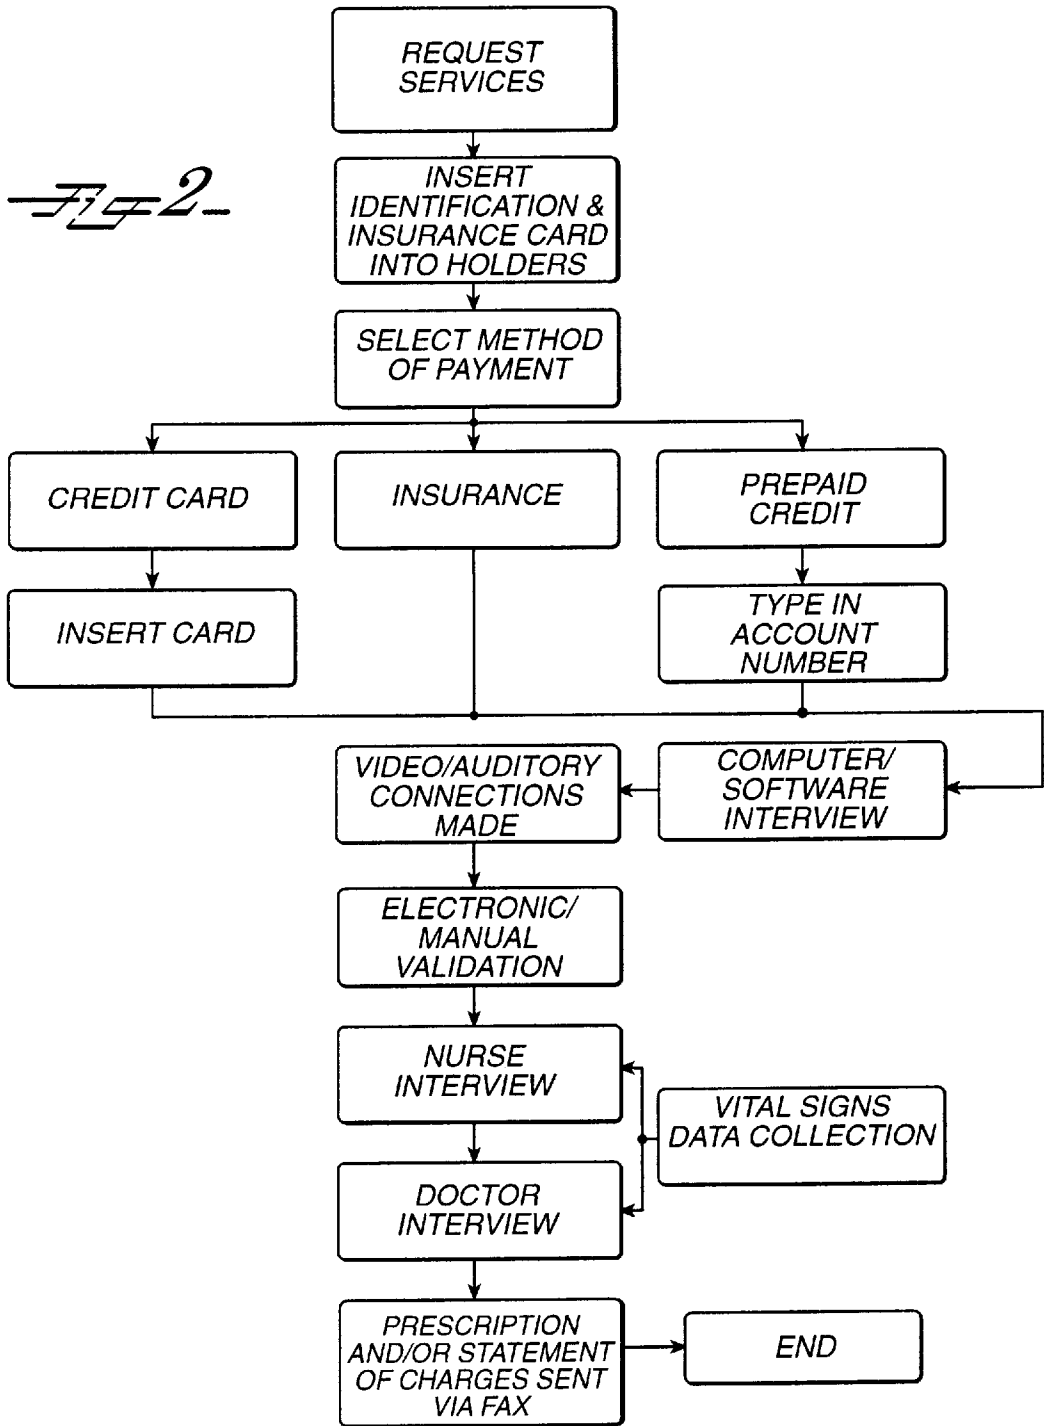 REQUEST
SERVICES
Fig 2
INSERT
IDENTIFICATION &
INSURANCE CARD
INTO HOLDERS
SELECT METHOD
OF PAYMENT
CREDIT CARD
INSURANCE
PREPAID
CREDIT
INSERT CARD
TYPE IN
ACCOUNT
NUMBER
VIDEO/AUDITORY
CONNECTIONS
MADE
COMPUTER/
SOFTWARE
INTERVIEW
ELECTRONIC/
MANUAL
VALIDATION
NURSE
INTERVIEW
VITAL SIGNS
DATA COLLECTION
DOCTOR
INTERVIEW
PRESCRIPTION
AND/OR STATEMENT
OF CHARGES SENT
VIA FAX
END